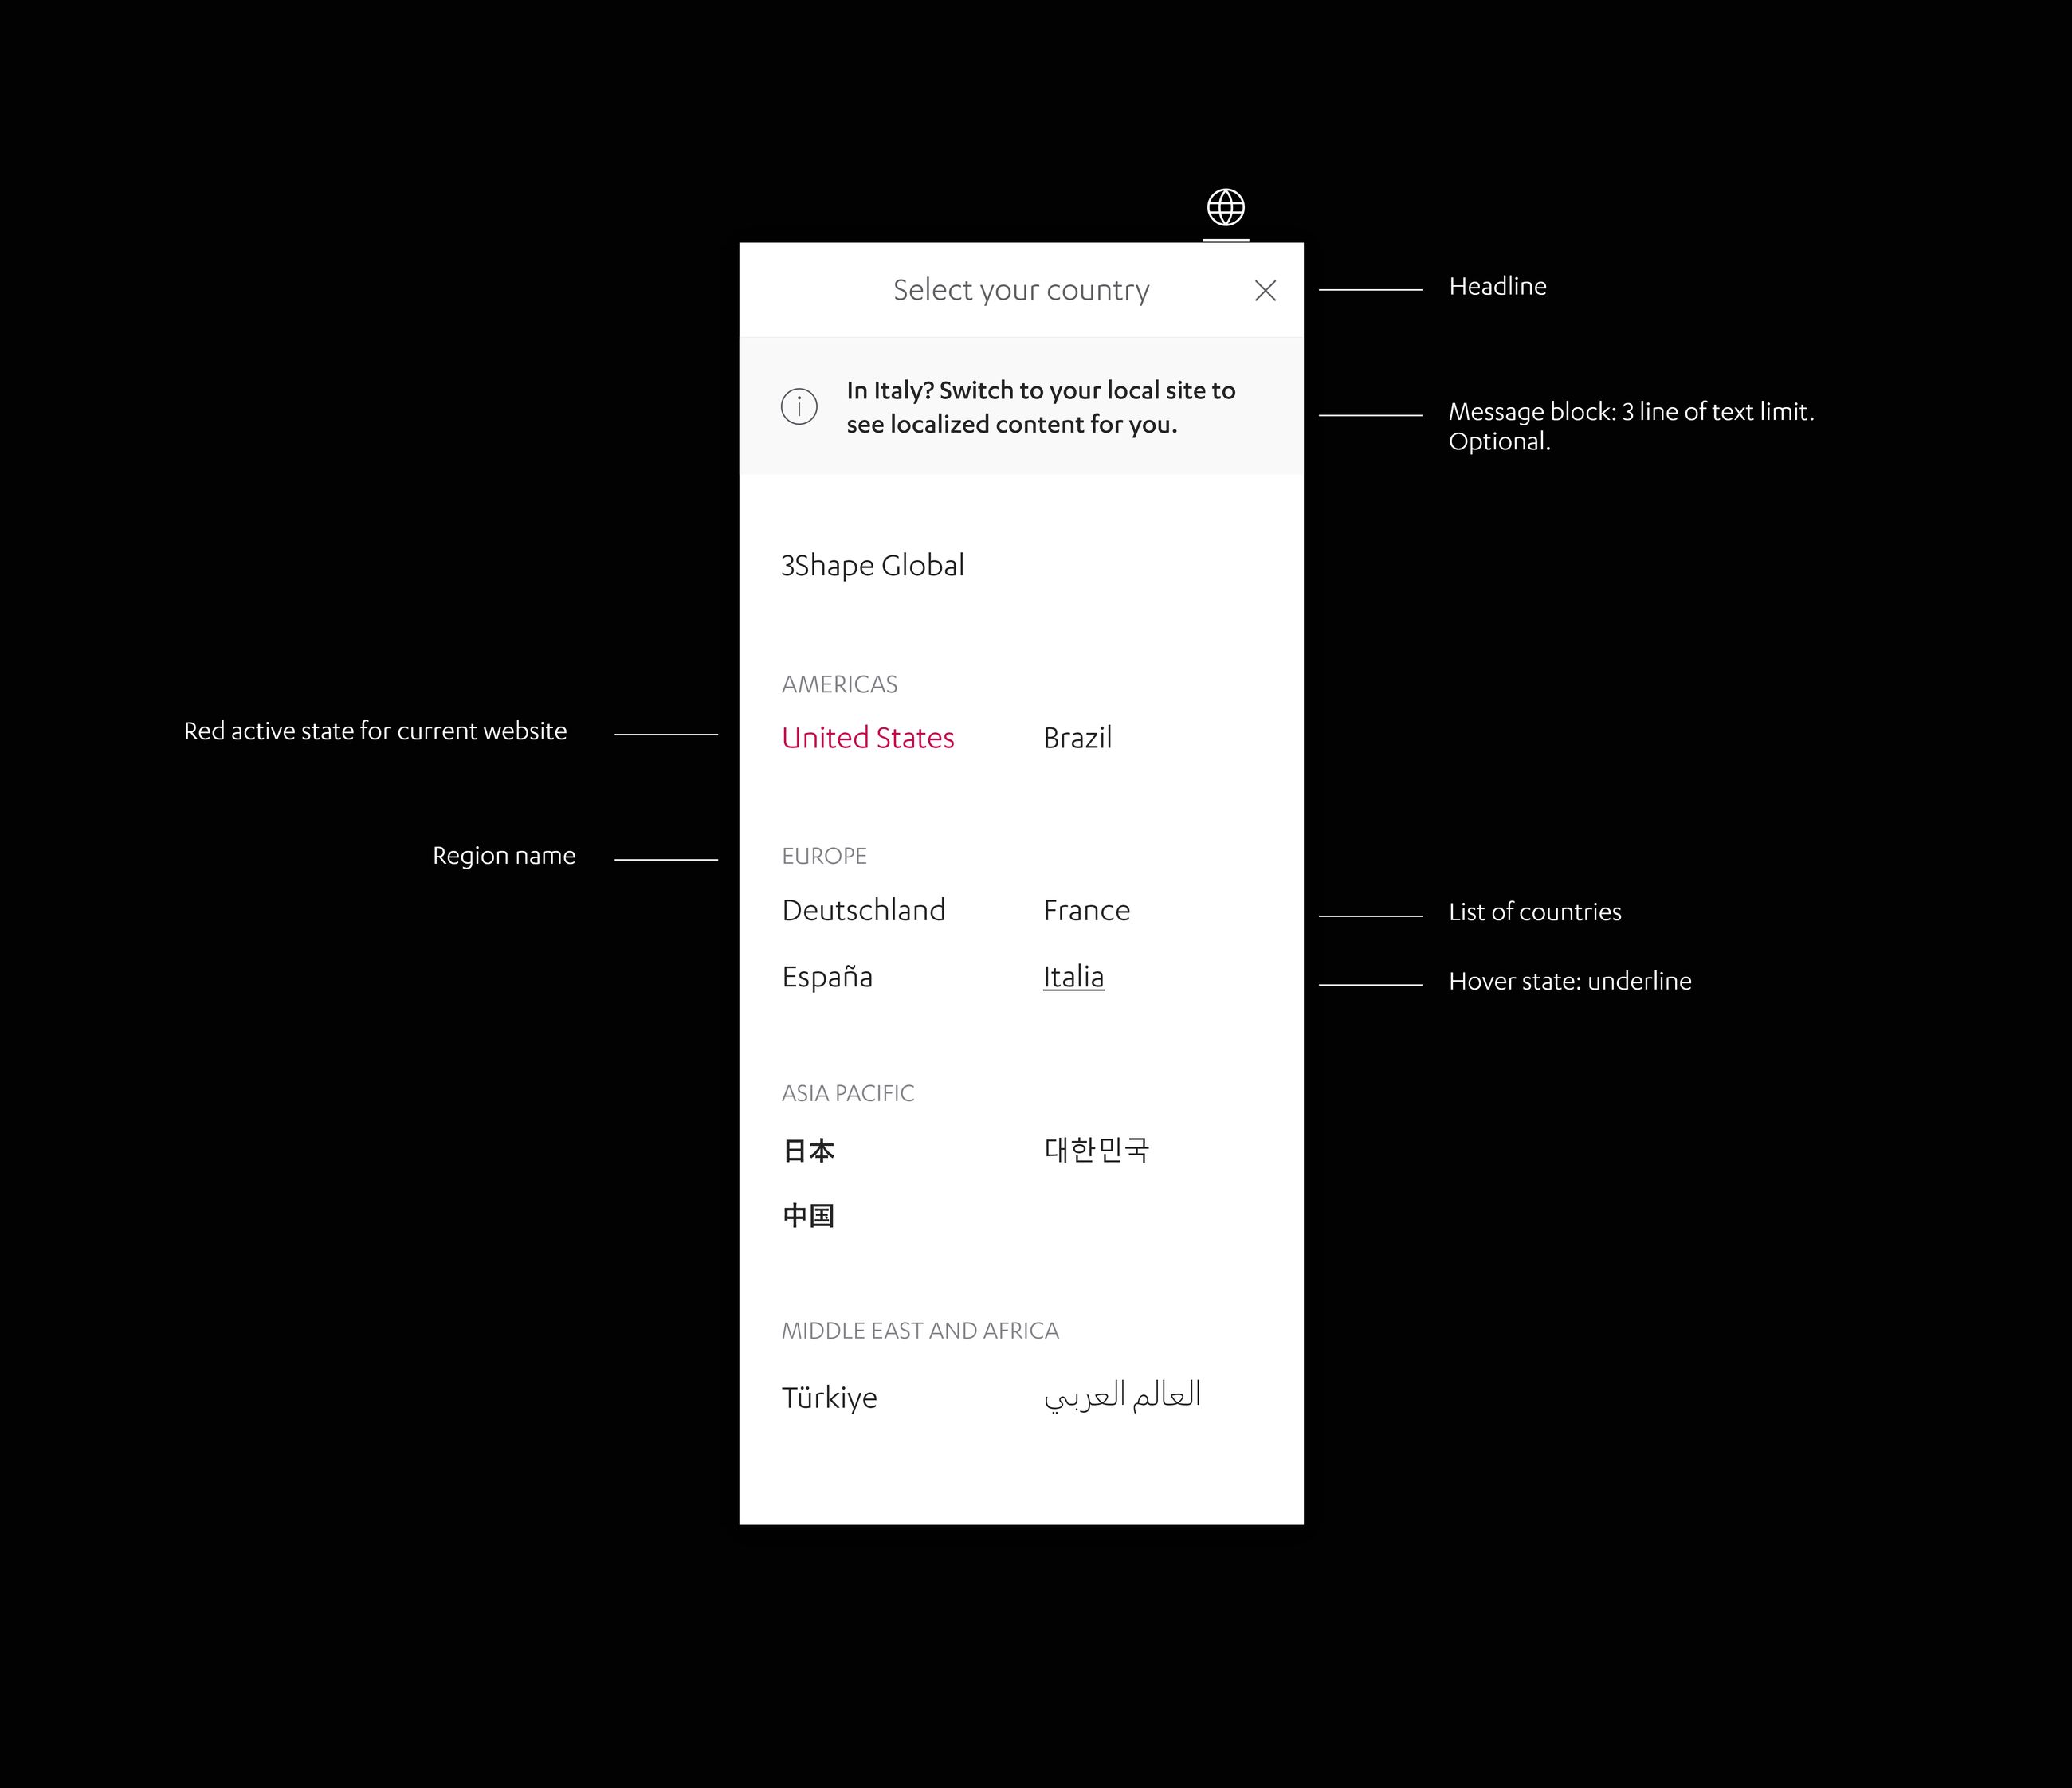 Select your country
Headline
In Italy? Switch to your local site to
see localized content for you.
Message block: 3 line of text limit.
Optional.
3Shape Global
AMERICAS
Red active state for current website
United States
Brazil
Region name
EUROPE
Deutschland
France
List of countries
España
Italia
Hover state: underline
ASIA PACIFIC
日本
대한민국
中国
MIDDLE EAST AND AFRICA
Türkiye
العالم العربي